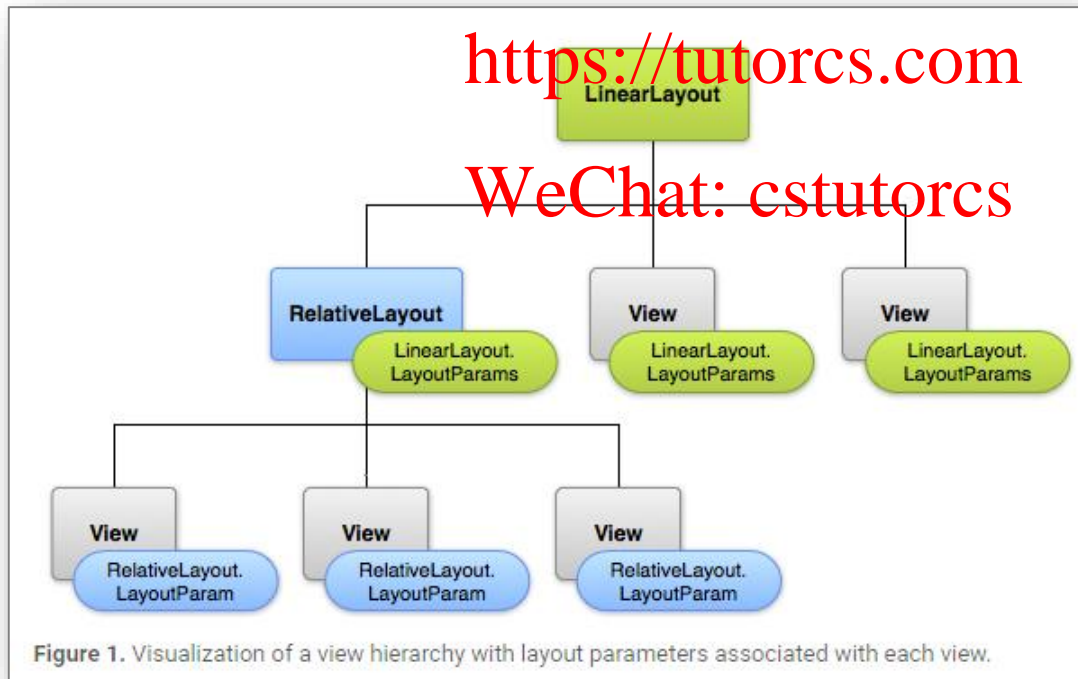 https://tutorcs.com
LinearLayout
WeChat: cstutorcs
RelativeLayout
LinearLayout.
LayoutParams
View
LinearLayout.
LayoutParams
View
LinearLayout.
LayoutParams
View
RelativeLayout.
LayoutParam
View
RelativeLayout.
LayoutParam
View
RelativeLayout.
LayoutParam
Figure 1. Visualization of a view hierarchy with layout parameters associated with each view.